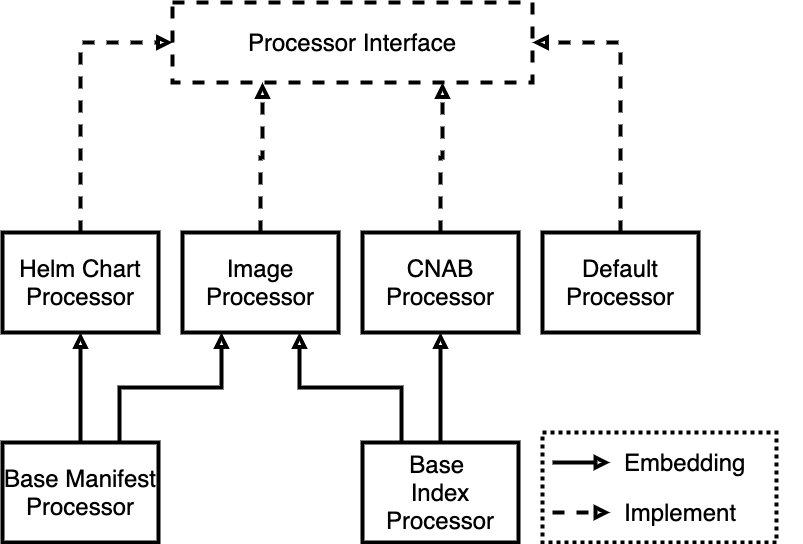 Processor Interface
Helm Chart
Processor
Image
Processor
CNAB
Processor
Default
Processor
Base Manifest
Processor
Base
Index
Processor
Embedding
Implement